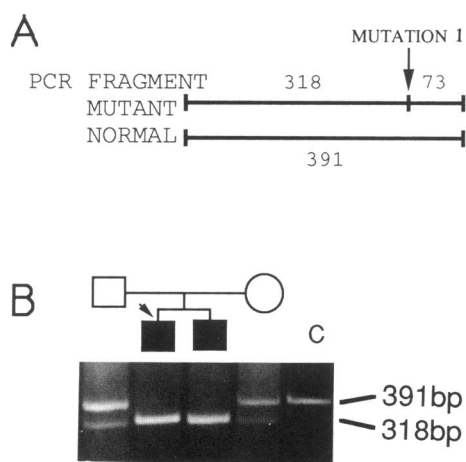 A
MUTATION 1
PCR FRAGMENT 318 73
MUTANT
NORMAL
391
B
C
391bp
318bp